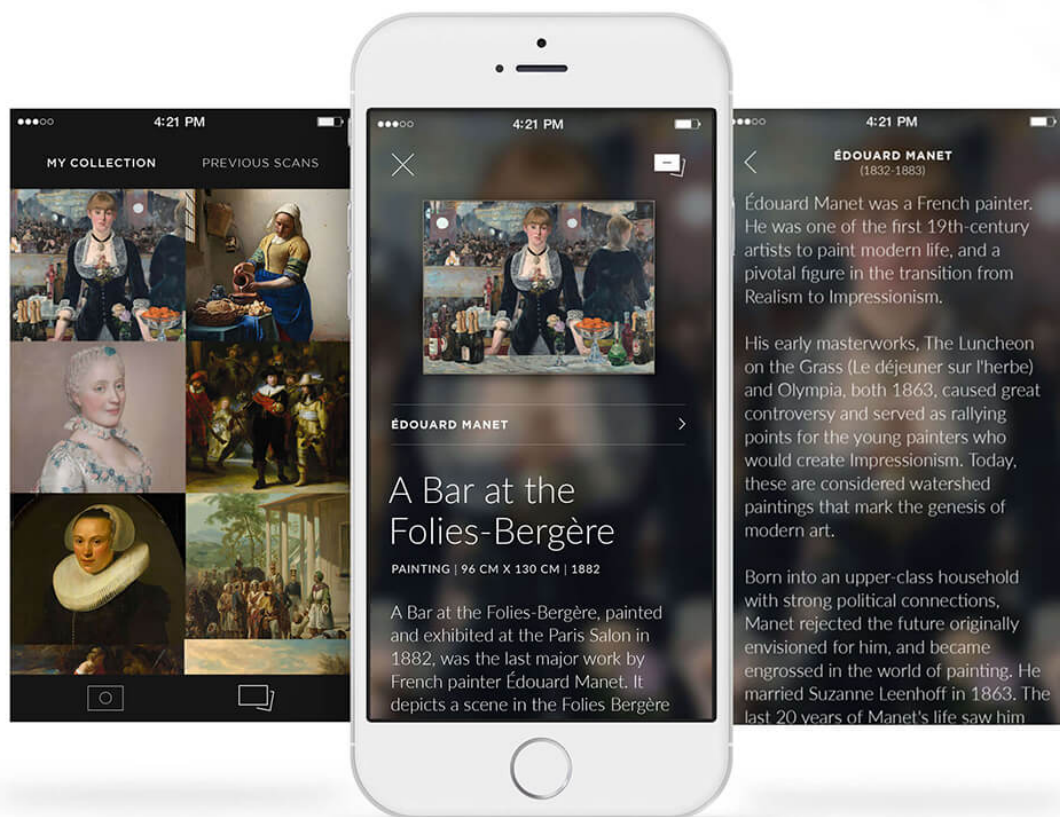 4:21 PM
MY COLLECTION
PREVIOUS SCANS
4:21 PM
ÉDOUARD MANET
A Bar at the
Folies-Bergère
PAINTING | 96 CM X 130 CM | 1882
A Bar at the Folies-Bergère, painted
and exhibited at the Paris Salon in
1882, was the last major work by
French painter Édouard Manet. It
depicts a scene in the Folies Bergère
4:21 PM
ÉDOUARD MANET
(1832-1883)
Édouard Manet was a French painter.
He was one of the first 19th-century
artists to paint modern life, and a
pivotal figure in the transition from
Realism to Impressionism.
His early masterworks, The Luncheon
on the Grass (Le déjeuner sur l'herbe)
and Olympia, both 1863, caused great
controversy and served as rallying
points for the young painters who
would create Impressionism. Today,
these are considered watershed
paintings that mark the genesis of
modern art.
Born into an upper-class household
with strong political connections,
Manet rejected the future originally
envisioned for him, and became
engrossed in the world of painting. He
married Suzanne Leenhoff in 1863. The
last 20 years of Manet's life saw him